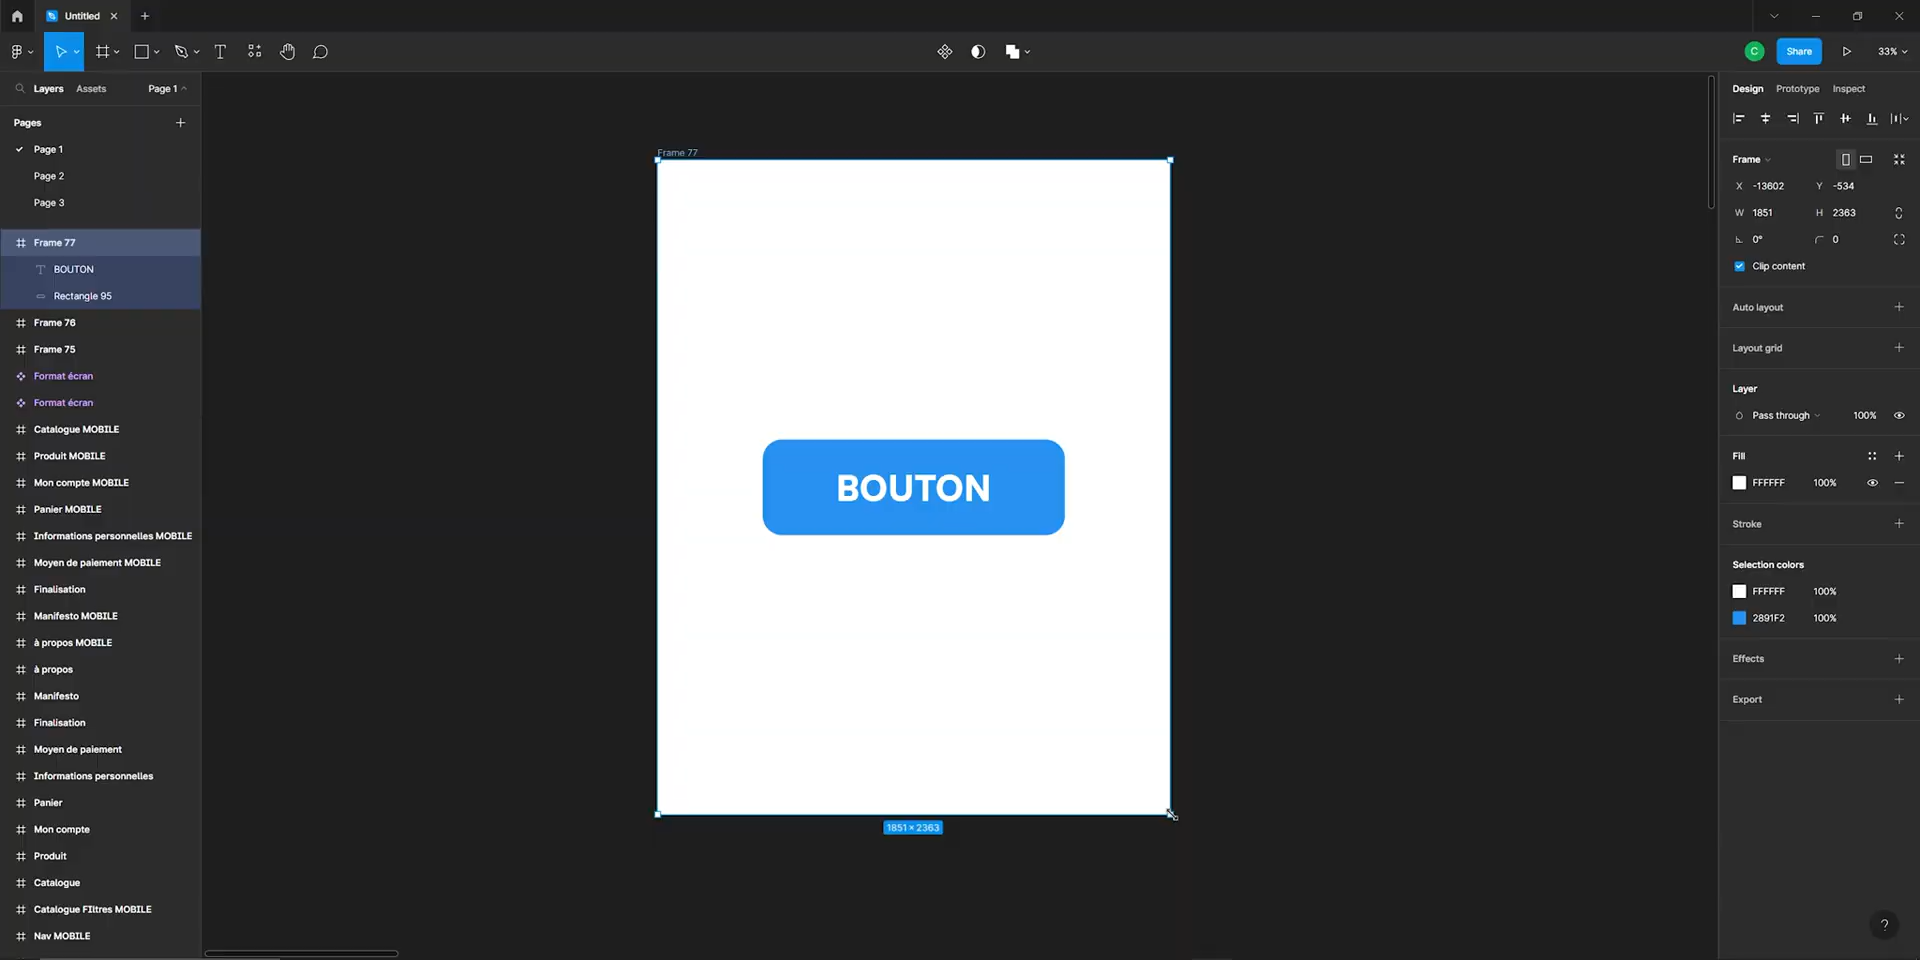 Untitled
C
Share
33%
Layers
Assets
Page 1
Pages
Page 1
Page 2
Page 3
Frame 77
BOUTON
Rectangle 95
Frame 76
Frame 75
Format écran
Format écran
Catalogue MOBILE
Produit MOBILE
Mon compte MOBILE
Panier MOBILE
Informations personnelles MOBILE
Moyen de paiement MOBILE
Finalisation
Manifesto MOBILE
à propos MOBILE
à propos
Manifesto
Finalisation
Moyen de paiement
Informations personnelles
Panier
Mon compte
Produit
Catalogue
Catalogue FIltres MOBILE
Nav MOBILE
Frame 77
BOUTON
1851 × 2363
Design
Prototype
Inspect
Frame
X -13602 Y -534
W 1851 H 2363
0° 0
Clip content
Auto layout
Layout grid
Layer
Pass through 100%
Fill
FFFFFF 100%
Stroke
Selection colors
FFFFFF 100%
2891F2 100%
Effects
Export
?